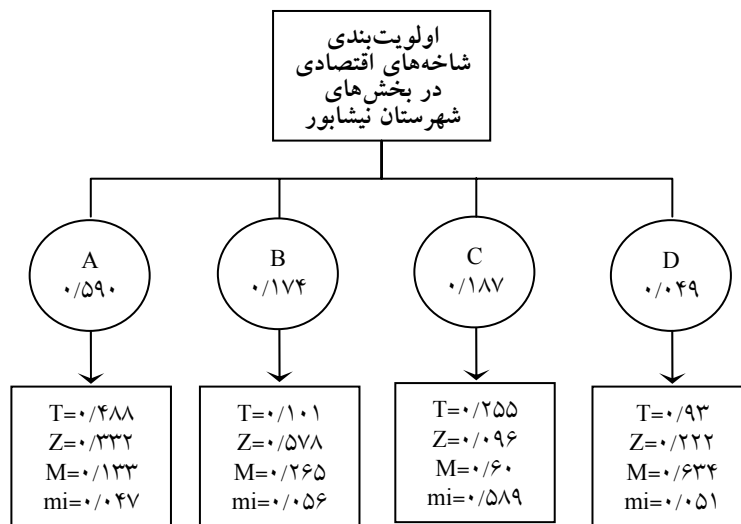 اولویت‌بندی
شاخه‌های اقتصادی
در بخش‌های
شهرستان نیشابور
A
۰/۵۹۰
B
۰/۱۷۴
C
۰/۱۸۷
D
۰/۰۴۹
T=۰/۴۸۸
Z=۰/۳۳۲
M=۰/۱۳۳
mi=۰/۰۴۷
T=۰/۱۰۱
Z=۰/۵۷۸
M=۰/۲۶۵
mi=۰/۰۵۶
T=۰/۲۵۵
Z=۰/۰۹۶
M=۰/۶۰
mi=۰/۵۸۹
T=۰/۹۳
Z=۰/۲۲۲
M=۰/۶۳۴
mi=۰/۰۵۱